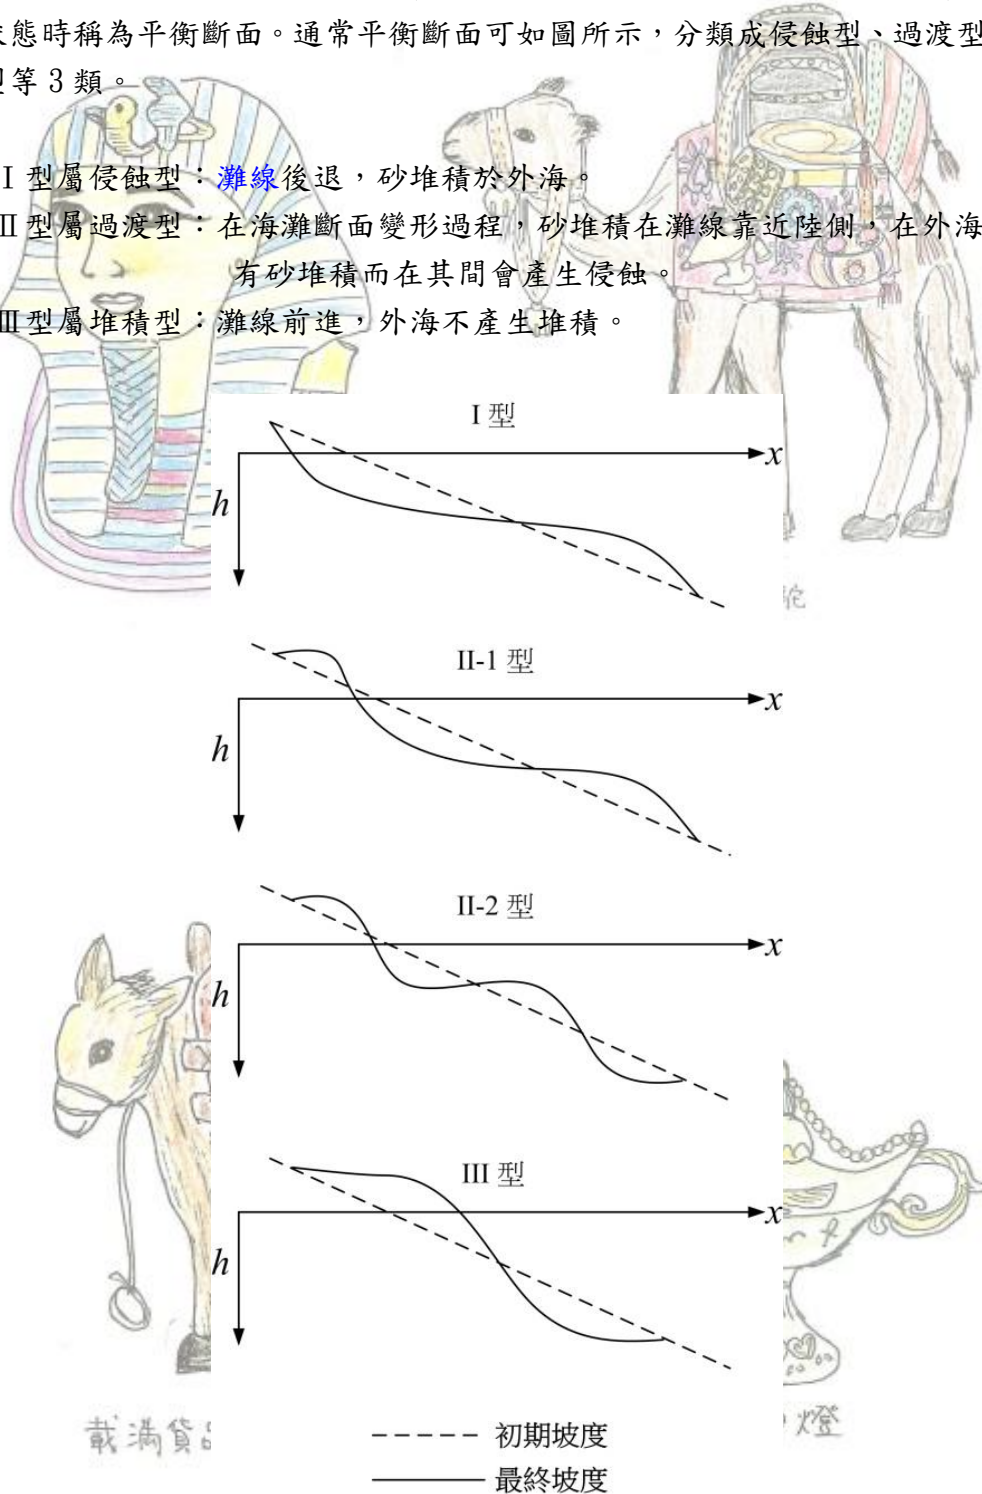 態時稱為平衡斷面。通常平衡斷面可如圖所示，分類成侵蝕型、過渡型
等 3 類。
I 型屬侵蝕型：灘線後退，砂堆積於外海。
Ⅱ型屬過渡型：在海灘斷面變形過程，砂堆積在灘線靠近陸側，在外海
有砂堆積而在其間會產生侵蝕。
Ⅲ型屬堆積型：灘線前進，外海不產生堆積。
I 型
x
h
II-1 型
x
h
II-2 型
x
h
III 型
x
h
載滿貨
燈
初期坡度
最終坡度